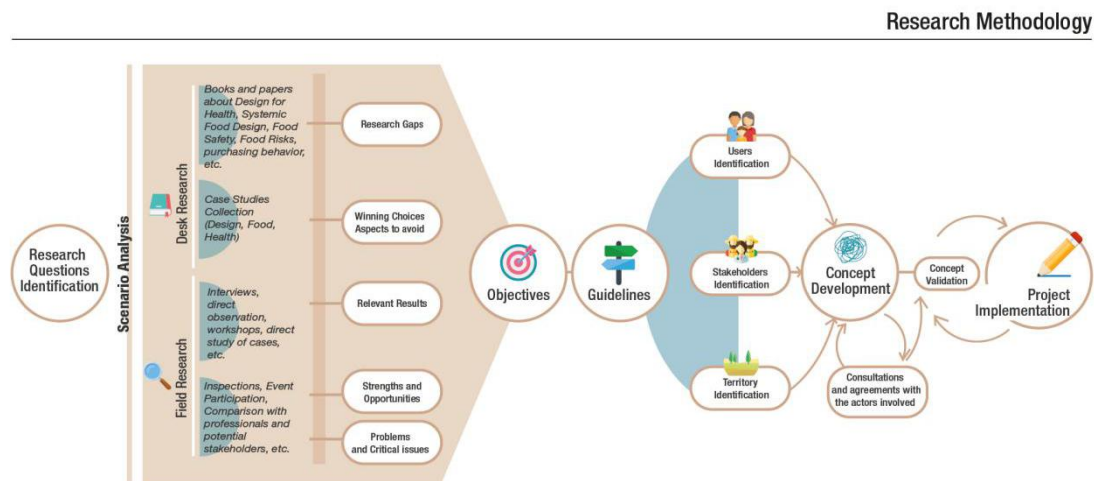 Research Methodology
Research
Questions
Identification
Scenario Analysis
Desk Research
Books and papers
about Design for
Health, Systemic
Food Design, Food
Safety, Food Risks,
purchasing behavior,
etc.
Research Gaps
Case Studies
Collection
(Design, Food,
Health)
Winning Choices
Aspects to avoid
Field Research
Interviews,
direct
observation,
workshops, direct
study of cases,
etc.
Relevant Results
Inspections, Event
Participation,
Comparison with
professionals and
potential
stakeholders, etc.
Strengths and
Opportunities
Problems
and Critical issues
Objectives
Guidelines
Users
Identification
Stakeholders
Identification
Territory
Identification
Concept
Development
Consultations
and agreements with
the actors involved
Concept
Validation
Project
Implementation